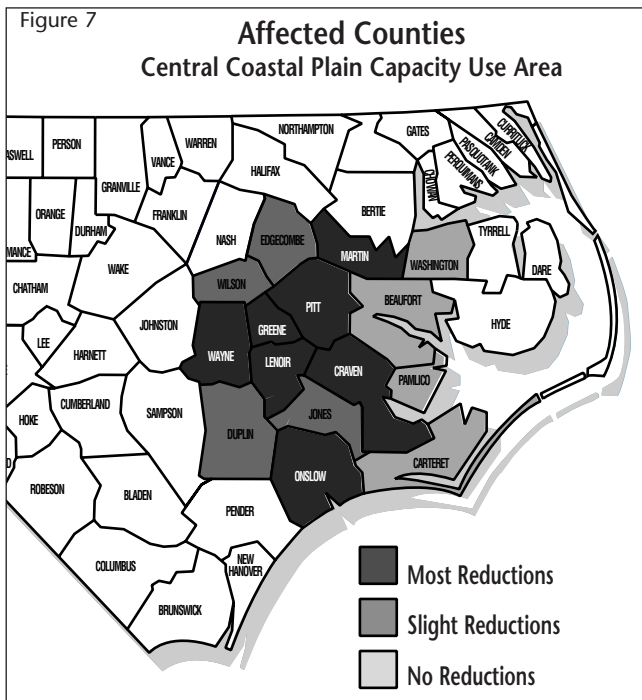 Figure 7
Affected Counties
Central Coastal Plain Capacity Use Area
NORTHAMPTON
GATES
CURRITUCK
CAMDEN
PASQUOTANK
PERQUIMANS
CHOWAN
ASWELL
PERSON
VANCE
WARREN
HALIFAX
GRANVILLE
BERTIE
ORANGE
DURHAM
FRANKLIN
NASH
EDGECOMBE
MARTIN
WASHINGTON
TYRRELL
DARE
MANCE
WAKE
WILSON
CHATHAM
PITT
BEAUFORT
HYDE
LEE
JOHNSTON
GREENE
HARNETT
WAYNE
LENOIR
CRAVEN
PAMLICO
HOKE
CUMBERLAND
SAMPSON
DUPLIN
JONES
CARTERET
D
ROBESON
BLADEN
ONSLOW
PENDER
COLUMBUS
NEW
HANOVER
BRUNSWICK
Most Reductions
Slight Reductions
No Reductions